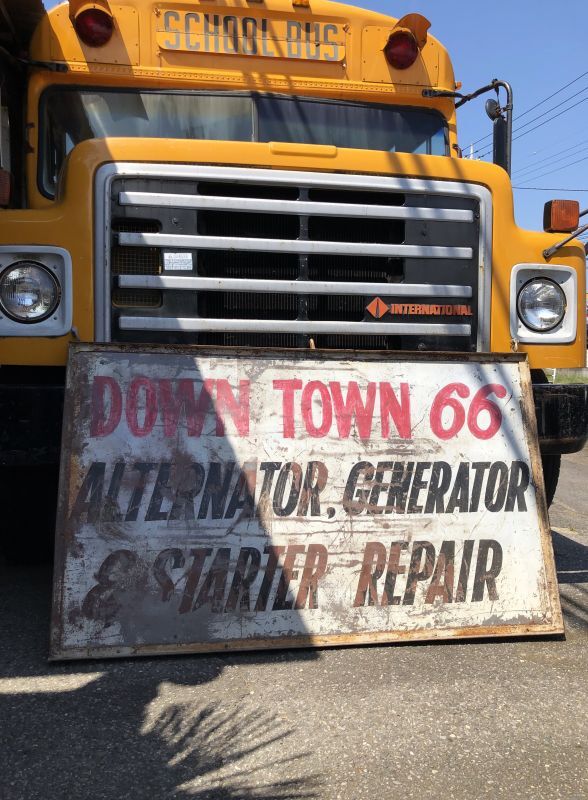 SCHOOL BUS
INTERNATIONAL
DOWN TOWN 66
ALTERNATOR, GENERATOR
& STARTER REPAIR